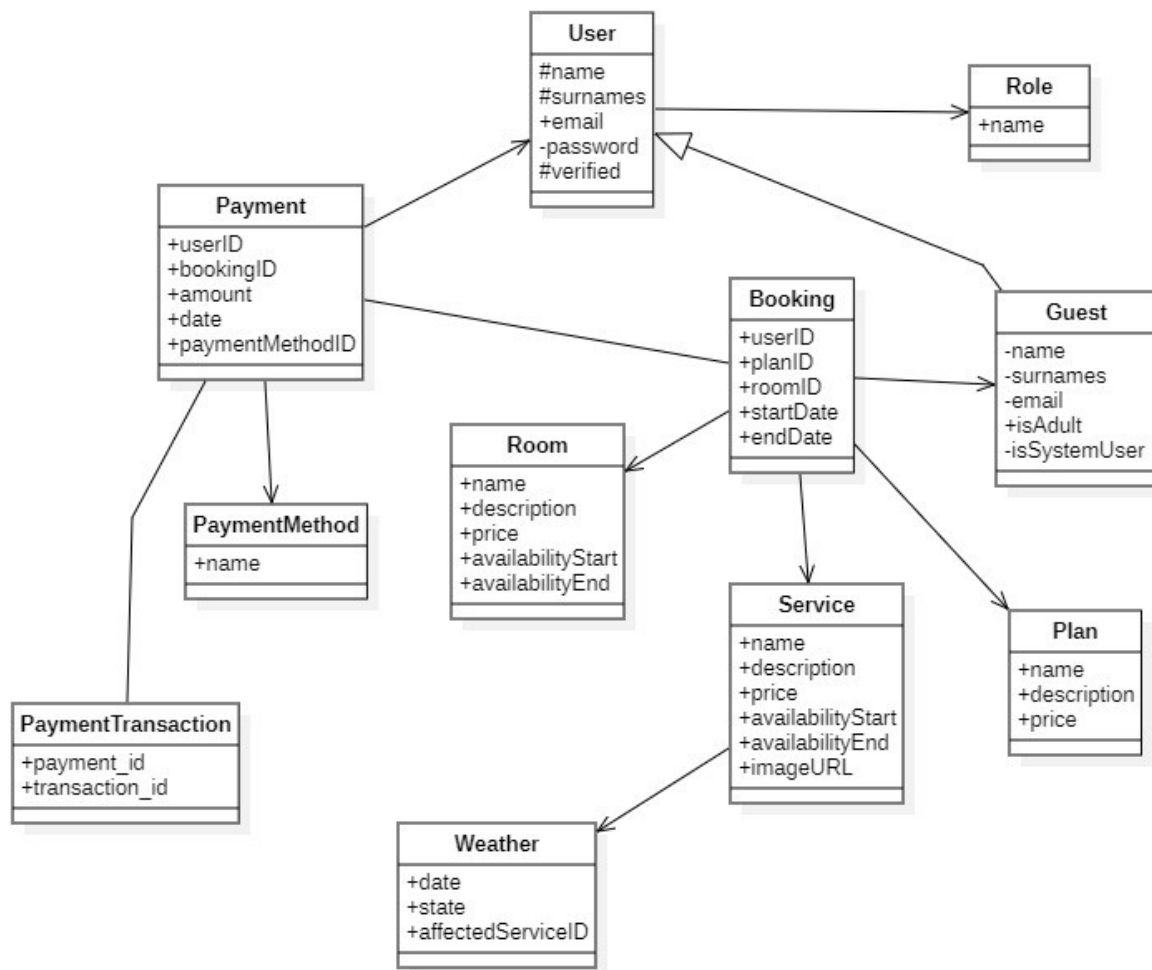 User
#name
#surnames
+email
-password
#verified
Role
+name
Payment
+userID
+bookingID
+amount
+date
+paymentMethodID
Booking
+userID
+planID
+roomID
+startDate
+endDate
Guest
-name
-surnames
-email
+isAdult
-isSystemUser
Room
+name
+description
+price
+availabilityStart
+availabilityEnd
PaymentMethod
+name
Service
+name
+description
+price
+availabilityStart
+availabilityEnd
+imageURL
Plan
+name
+description
+price
PaymentTransaction
+payment_id
+transaction_id
Weather
+date
+state
+affectedServiceID